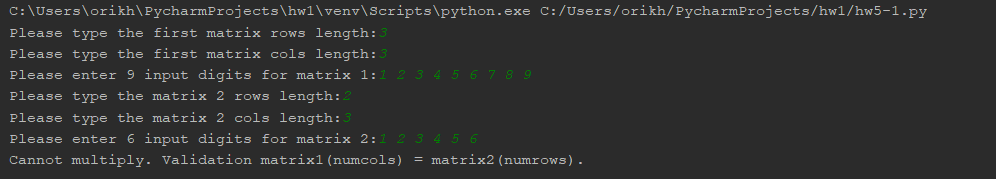 C:\Users\orikh\PycharmProjects\hw1\venv\Scripts\python.exe C:/Users/orikh/PycharmProjects/hw1/hw5-1.py
Please type the first matrix rows length:3
Please type the first matrix cols length:3
Please enter 9 input digits for matrix 1:1 2 3 4 5 6 7 8 9
Please type the matrix 2 rows length:2
Please type the matrix 2 cols length:3
Please enter 6 input digits for matrix 2:1 2 3 4 5 6
Cannot multiply. Validation matrix1(numcols) = matrix2(numrows).